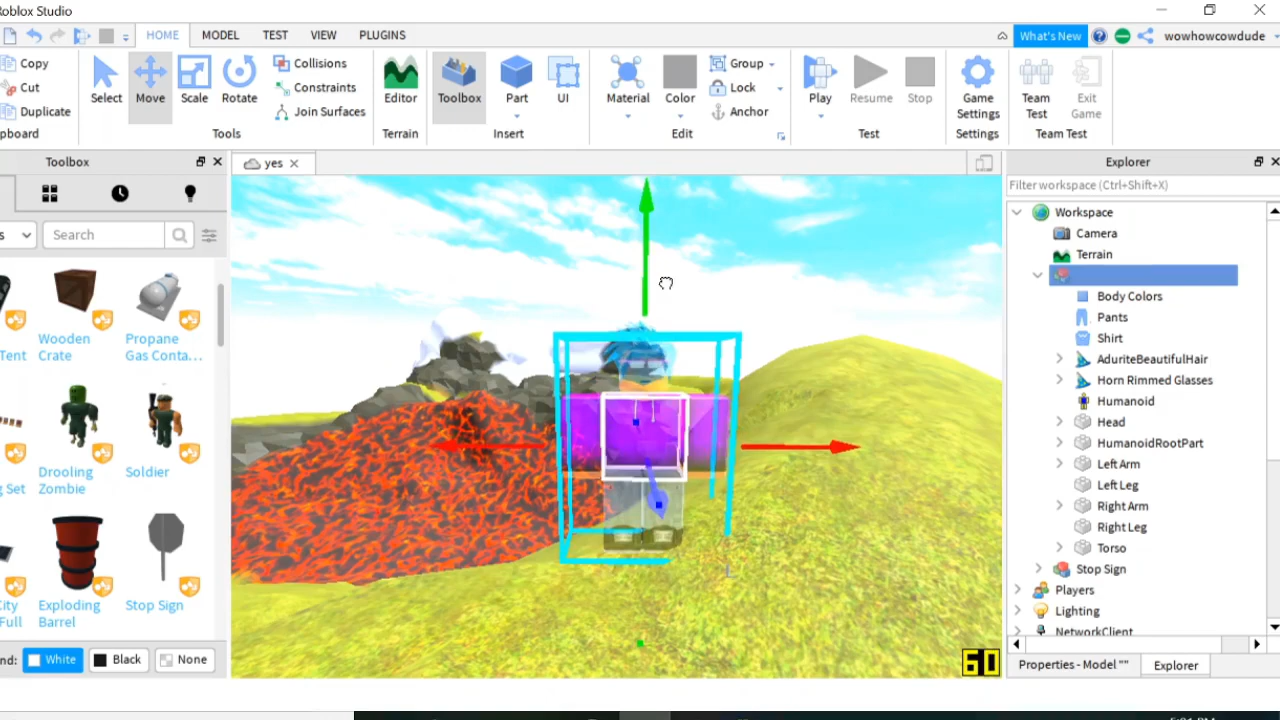 Roblox Studio
HOME MODEL TEST VIEW PLUGINS What's New wowhowcowdude
Copy
Cut
Duplicate
pboard
Select Move Scale Rotate
Collisions
Constraints
Join Surfaces
Tools
Editor
Terrain
Toolbox Part UI
Insert
Material Color
Group
Lock
Anchor
Edit
Play Resume Stop
Test
Game
Settings
Settings
Team
Test
Exit
Game
Team Test
Toolbox
yes
s
Search
Tent
Wooden
Crate
Propane
Gas Conta...
g Set
Drooling
Zombie
Soldier
City
Full
Exploding
Barrel
Stop Sign
nd: White Black None
60
Explorer
Filter workspace (Ctrl+Shift+X)
Workspace
Camera
Terrain
Body Colors
Pants
Shirt
AduriteBeautifulHair
Horn Rimmed Glasses
Humanoid
Head
HumanoidRootPart
Left Arm
Left Leg
Right Arm
Right Leg
Torso
Stop Sign
Players
Lighting
NetworkClient
Properties - Model "" Explorer